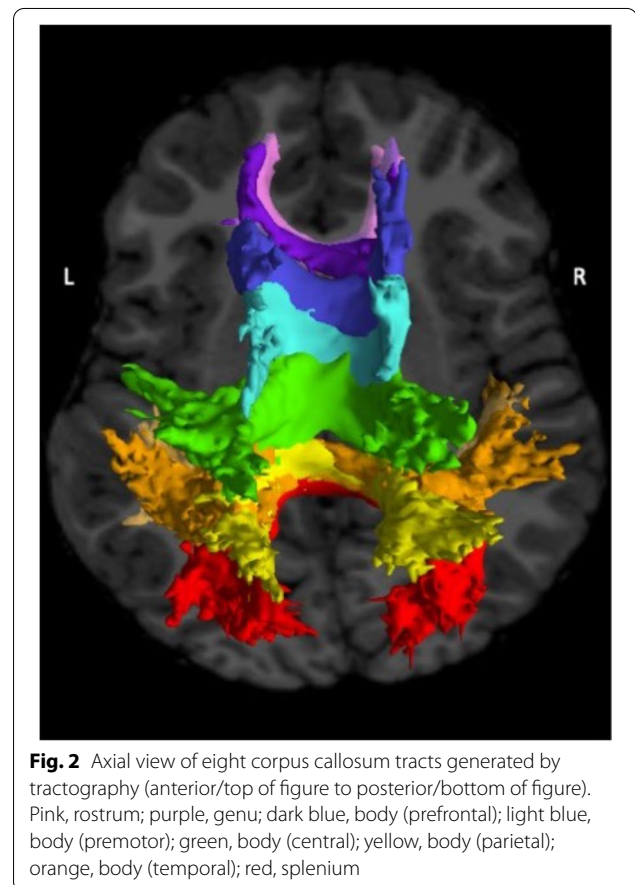 L
R
Fig. 2 Axial view of eight corpus callosum tracts generated by
tractography (anterior/top of figure to posterior/bottom of figure).
Pink, rostrum; purple, genu; dark blue, body (prefrontal); light blue,
body (premotor); green, body (central); yellow, body (parietal);
orange, body (temporal); red, splenium